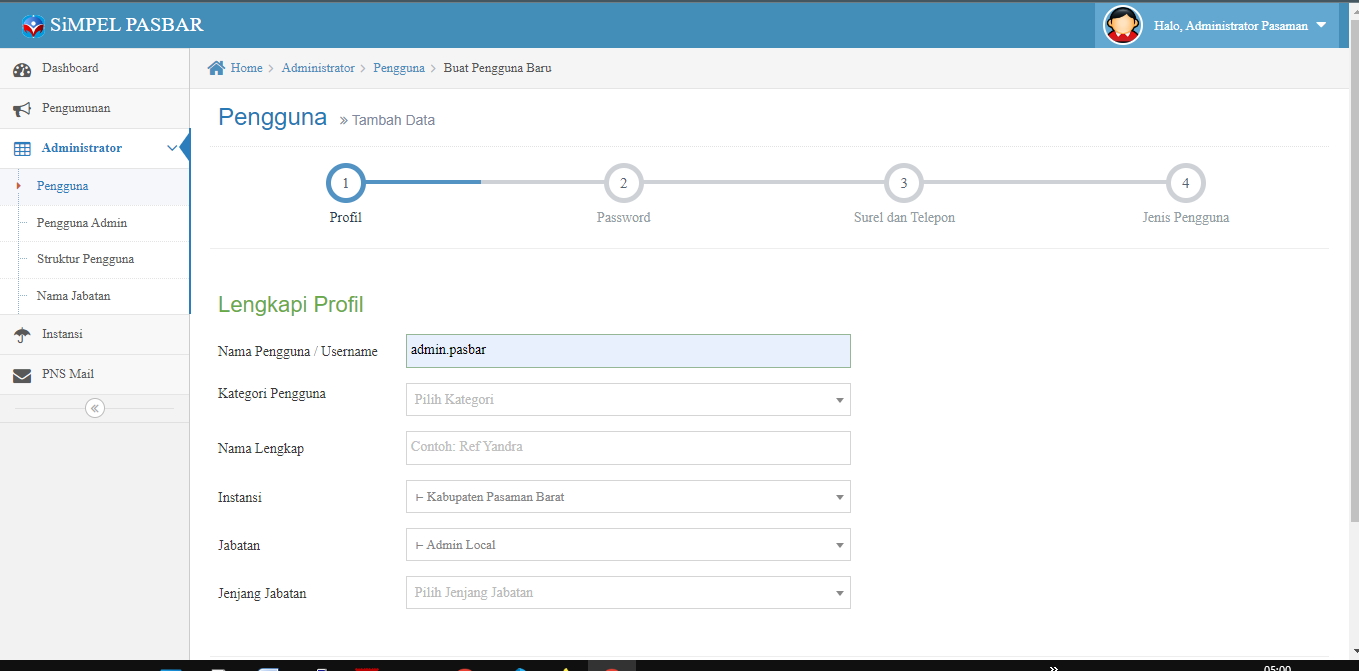 SiMPEL PASBAR
Halo, Administrator Pasaman
Dashboard
Pengumunan
Administrator
Pengguna
Pengguna Admin
Struktur Pengguna
Nama Jabatan
Instansi
PNS Mail
Home > Administrator > Pengguna > Buat Pengguna Baru
Pengguna » Tambah Data
1 2 3 4
Profil Password Surel dan Telepon Jenis Pengguna
Lengkapi Profil
Nama Pengguna / Username admin.pasbar
Kategori Pengguna Pilih Kategori
Nama Lengkap Contoh: Ref Yandra
Instansi ⊢ Kabupaten Pasaman Barat
Jabatan ⊢ Admin Local
Jenjang Jabatan Pilih Jenjang Jabatan
05:00